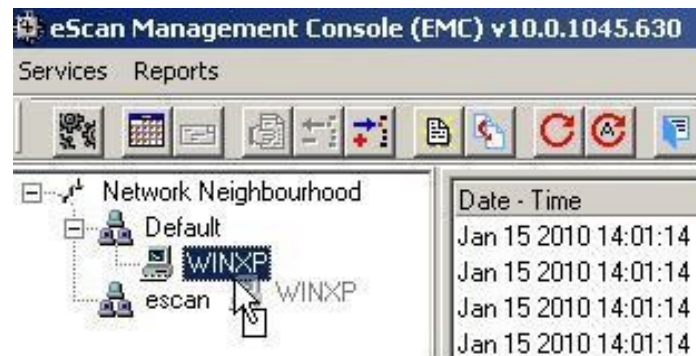 eScan Management Console (EMC) v10.0.1045.630
Services Reports
Network Neighbourhood
Default
WINXP
escan
WINXP
Date - Time
Jan 15 2010 14:01:14
Jan 15 2010 14:01:14
Jan 15 2010 14:01:14
Jan 15 2010 14:01:14